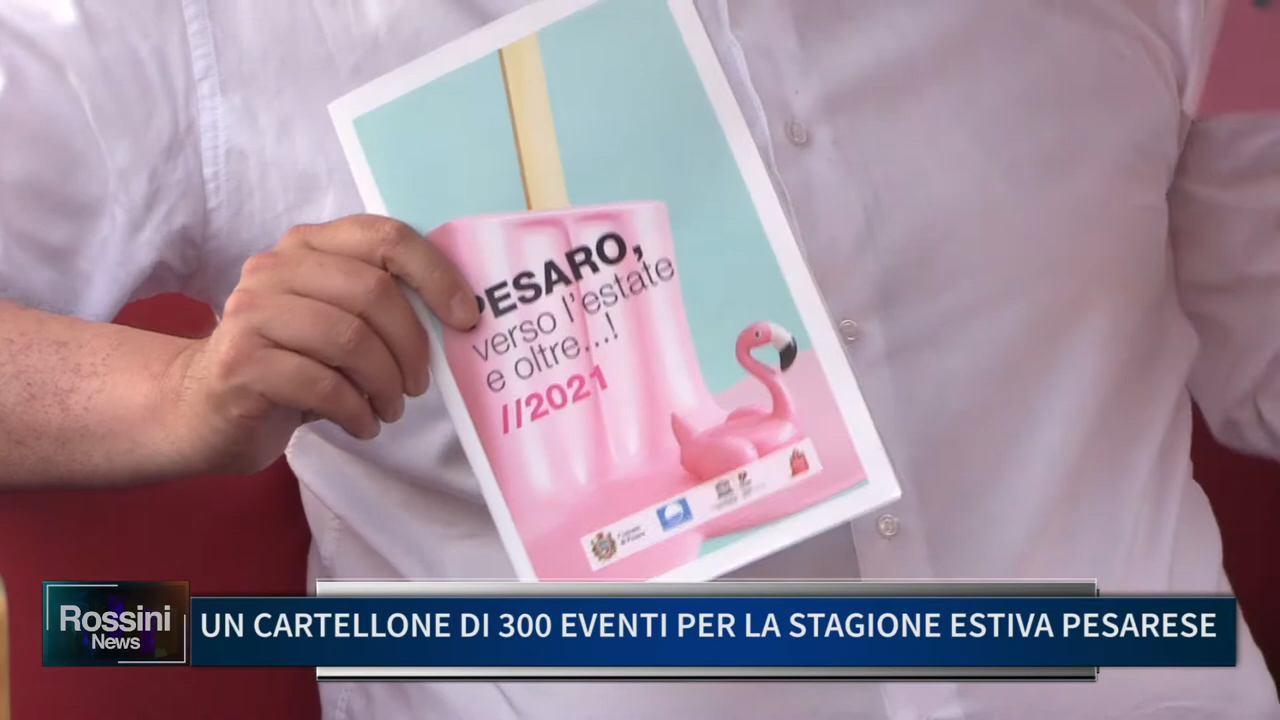 PESARO,
verso l'estate
e oltre...!
//2021
Rossini
News
UN CARTELLONE DI 300 EVENTI PER LA STAGIONE ESTIVA PESARESE